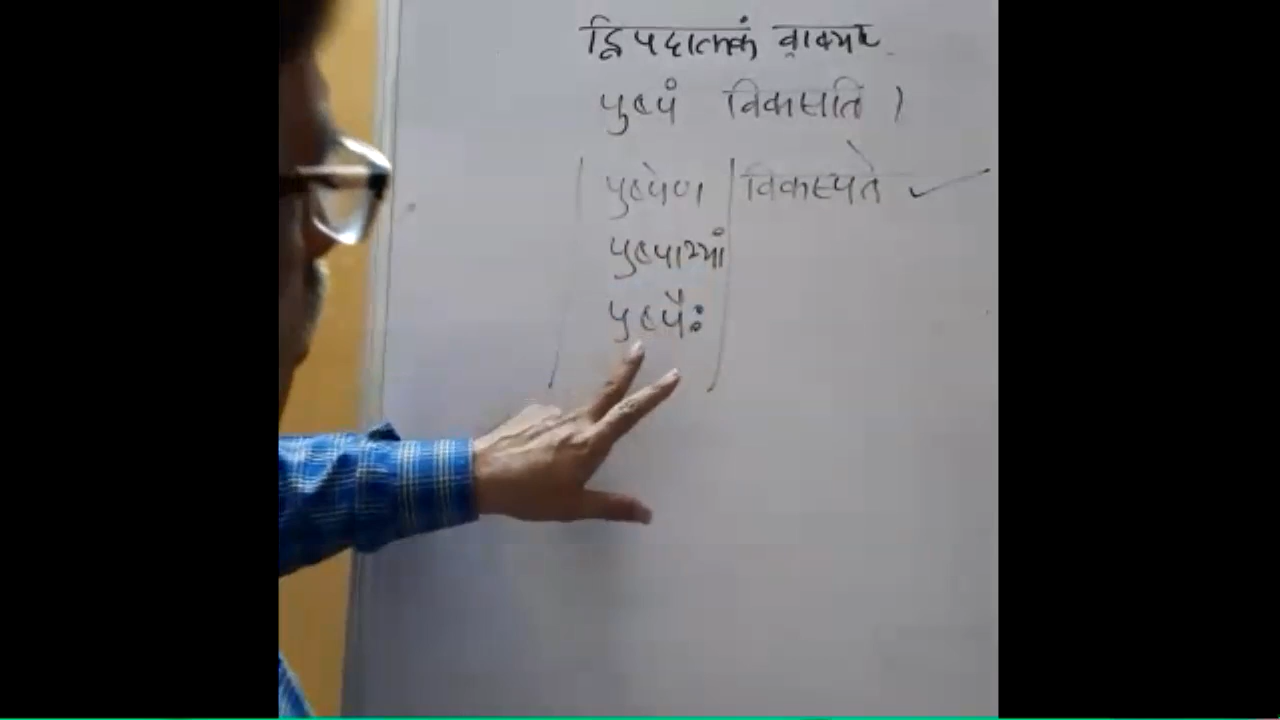 द्विपदात्मकं वाक्यम्
पुष्पं विकसति ।
पुष्पेण विकस्यते
पुष्पाभ्यां
पुष्पैः